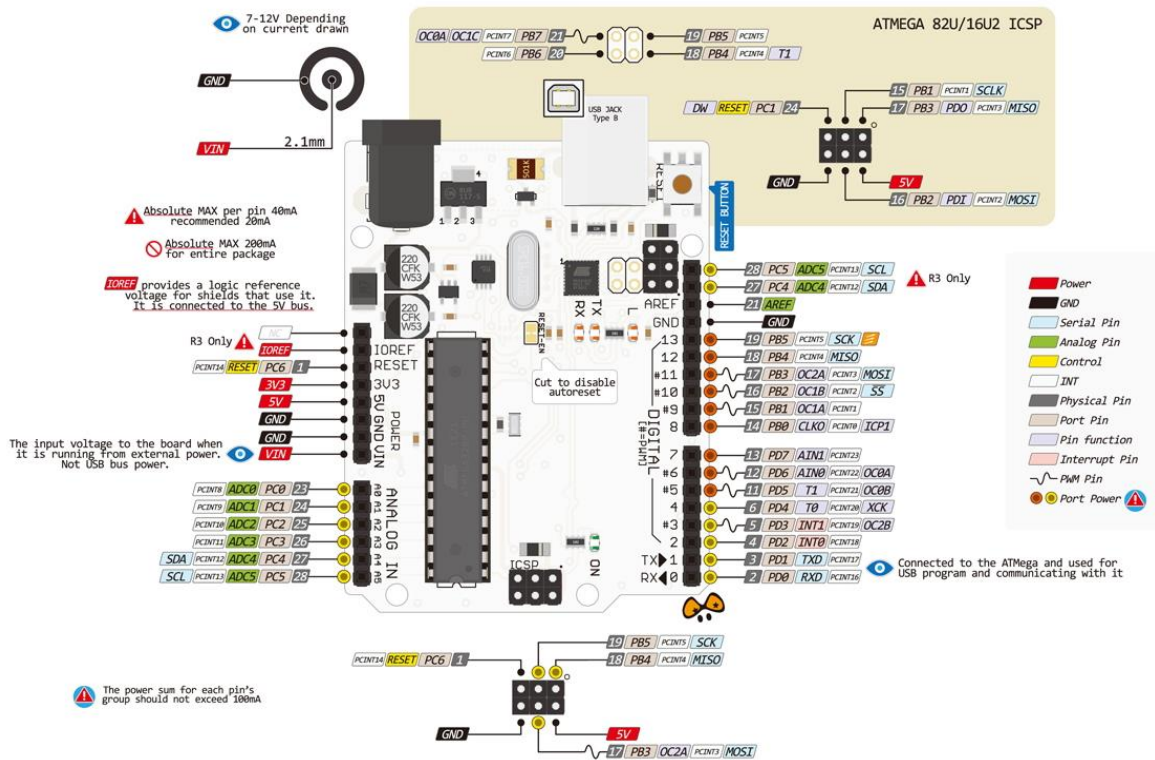 7-12V Depending
on current drawn
GND
VIN
2.1mm
ATMEGA 82U/16U2 ICSP
OC0A OC1C PCINT7 PB7 21
PCINT6 PB6 20
19 PB5 PCINT5
18 PB4 PCINT4 T1
USB JACK
Type B
DW RESET PC1 24
15 PB1 PCINT1 SCLK
17 PB3 PDO PCINT3 MISO
GND
5V
16 PB2 PDI PCINT2 MOSI
RESET BUTTON
Absolute MAX per pin 40mA
recommended 20mA
Absolute MAX 200mA
for entire package
IOREF provides a logic reference
voltage for shields that use it.
It is connected to the 5V bus.
501K
4
1 2 3
220
CFK
W53
220
CFK
W53
1
RX
TX
L
RESET-EN
Cut to disable
autoreset
R3 Only
NC
IOREF
PCINT14 RESET PC6 1
3V3
5V
GND
GND
VIN
The input voltage to the board when
it is running from external power.
Not USB bus power.
IOREF
RESET
3V3
5V
GND
VIN
POWER
PCINT8 ADC0 PC0 23
PCINT9 ADC1 PC1 24
PCINT10 ADC2 PC2 25
PCINT11 ADC3 PC3 26
SDA PCINT12 ADC4 PC4 27
SCL PCINT13 ADC5 PC5 28
A0
A1
A2
A3
A4
A5
ANALOG IN
ICSP
ON
AREF
GND
13
12
#11
#10
#9
8
7
#6
#5
4
#3
2
TX 1
RX 0
DIGITAL
[#=PWM]
28 PC5 ADC5 PCINT13 SCL
27 PC4 ADC4 PCINT12 SDA
R3 Only
21 AREF
GND
19 PB5 PCINT5 SCK
18 PB4 PCINT4 MISO
17 PB3 OC2A PCINT3 MOSI
16 PB2 OC1B PCINT2 SS
15 PB1 OC1A PCINT1
14 PB0 CLKO PCINT0 ICP1
13 PD7 AIN1 PCINT23
12 PD6 AIN0 PCINT22 OC0A
11 PD5 T1 PCINT21 OC0B
6 PD4 T0 PCINT20 XCK
5 PD3 INT1 PCINT19 OC2B
4 PD2 INT0 PCINT18
3 PD1 TXD PCINT17
2 PD0 RXD PCINT16
Connected to the ATMega and used for
USB program and communicating with it
Power
GND
Serial Pin
Analog Pin
Control
INT
Physical Pin
Port Pin
Pin function
Interrupt Pin
PWM Pin
Port Power
19 PB5 PCINT5 SCK
18 PB4 PCINT4 MISO
PCINT14 RESET PC6 1
GND
5V
17 PB3 OC2A PCINT3 MOSI
The power sum for each pin's
group should not exceed 100mA